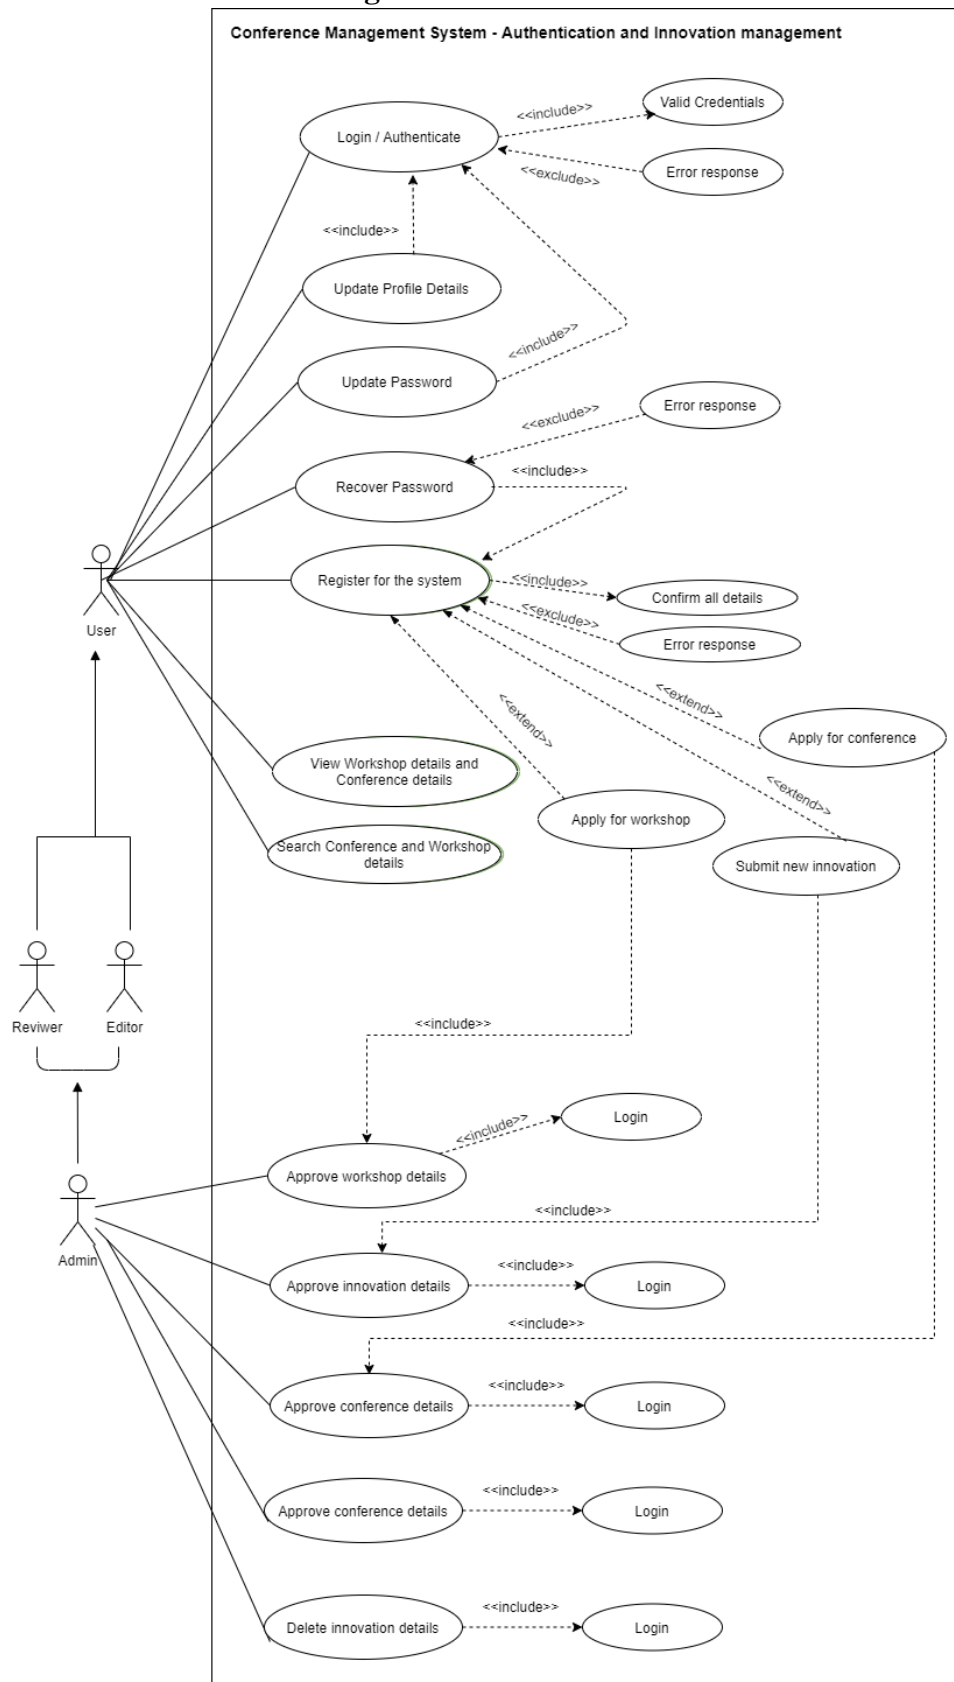 g
Conference Management System - Authentication and Innovation management
Valid Credentials
<<include>>
Login / Authenticate
Error response
<<exclude>>
<<include>>
Update Profile Details
<<include>>
Update Password
Error response
<<exclude>>
<<include>>
Recover Password
Register for the system
<<include>>
Confirm all details
<<exclude>>
Error response
User
<<extend>>
<<extend>>
Apply for conference
View Workshop details and
Conference details
<<extend>>
Apply for workshop
Search Conference and Workshop
details
Submit new innovation
Reviwer
Editor
<<include>>
<<include>>
Login
Approve workshop details
<<include>>
Admin
Approve innovation details
<<include>>
Login
<<include>>
<<include>>
Approve conference details
Login
<<include>>
Approve conference details
Login
<<include>>
Delete innovation details
Login